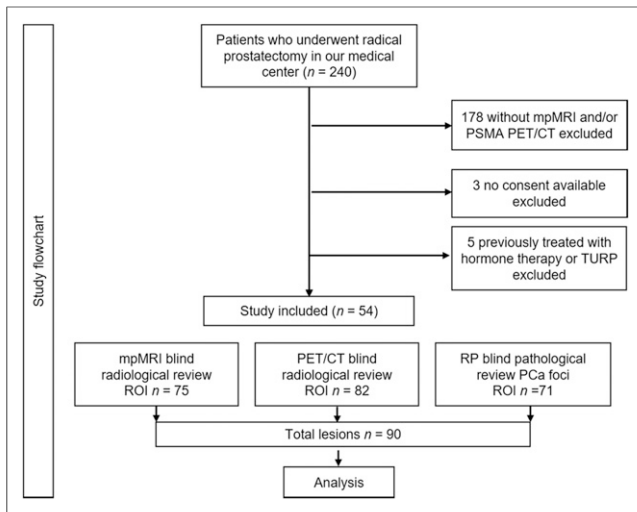 Study flowchart
Patients who underwent radical
prostatectomy in our medical
center (n = 240)
178 without mpMRI and/or
PSMA PET/CT excluded
3 no consent available
excluded
5 previously treated with
hormone therapy or TURP
excluded
Study included (n = 54)
mpMRI blind
radiological review
ROI n = 75
PET/CT blind
radiological review
ROI n = 82
RP blind pathological
review PCa foci
ROI n =71
Total lesions n = 90
Analysis